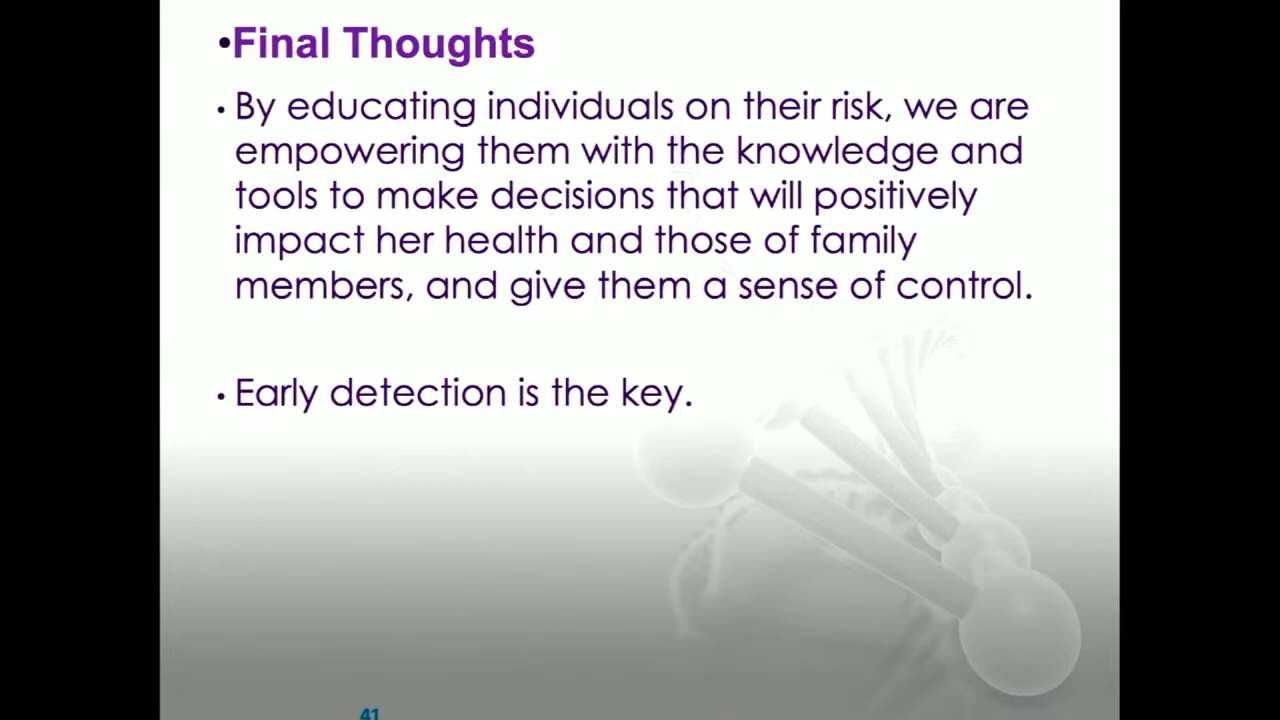 •Final Thoughts
• By educating individuals on their risk, we are
empowering them with the knowledge and
tools to make decisions that will positively
impact her health and those of family
members, and give them a sense of control.
• Early detection is the key.
41